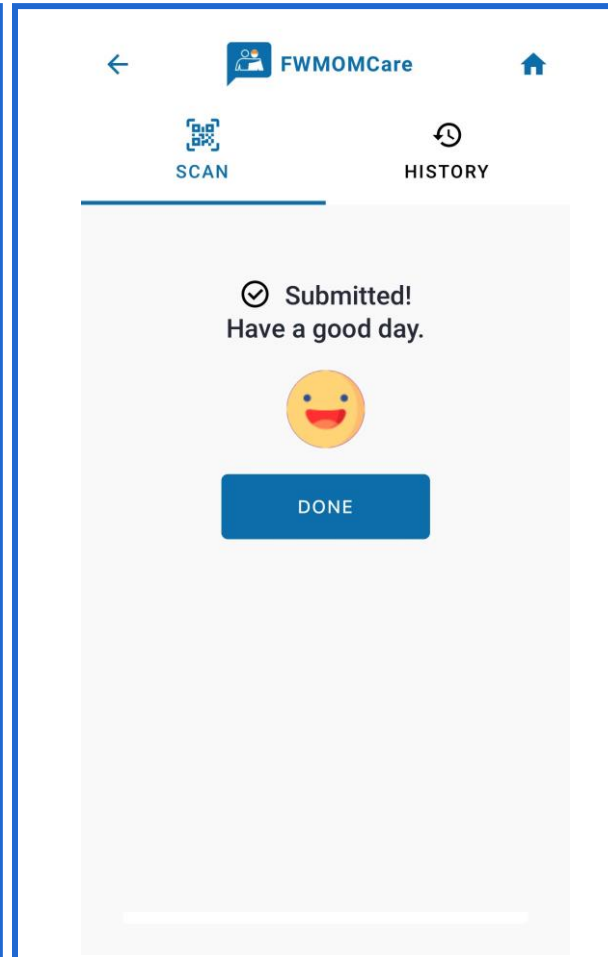 FWMOMCare
SCAN
HISTORY
Submitted!
Have a good day.
DONE